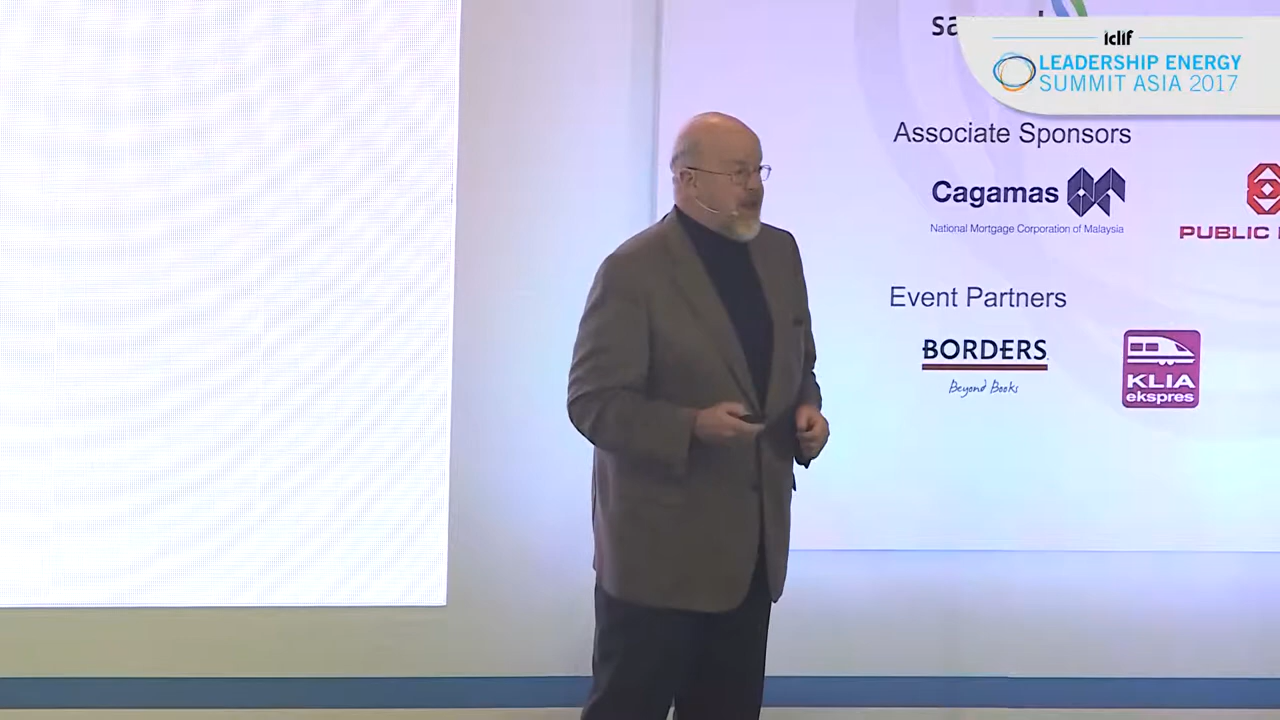 iclif
LEADERSHIP ENERGY
SUMMIT ASIA 2017
Associate Sponsors
Cagamas
National Mortgage Corporation of Malaysia
PUBLIC
Event Partners
BORDERS
Beyond Books
KLIA
ekspres